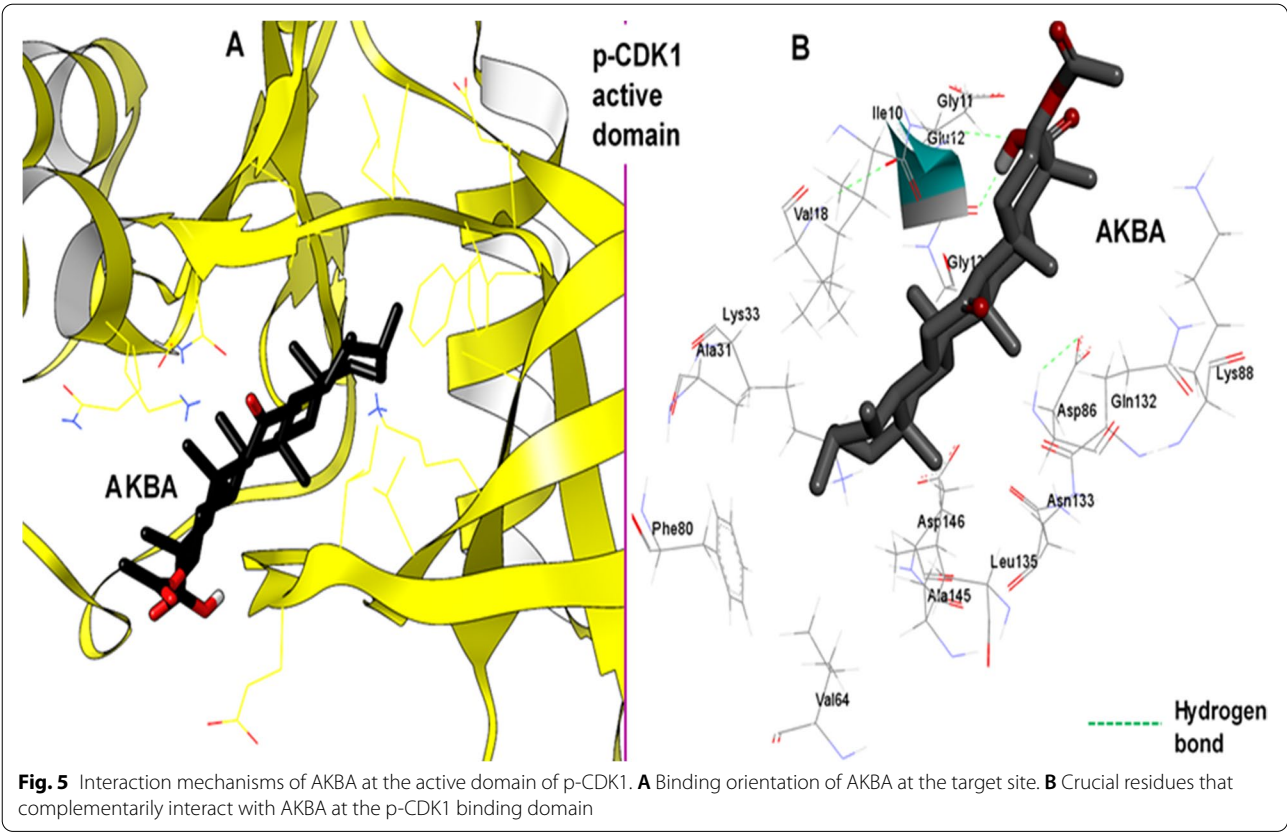 A
p-CDK1
active
domain
AKBA
B
Gly11
Ile10
Glu12
Val18
AKBA
Lys33
Ala31
Lys88
Asp86
Gln132
Asn133
Phe80
Asp146
Leu135
Ala145
Val64
Hydrogen
bond
Fig. 5 Interaction mechanisms of AKBA at the active domain of p-CDK1. A Binding orientation of AKBA at the target site. B Crucial residues that
complementarily interact with AKBA at the p-CDK1 binding domain